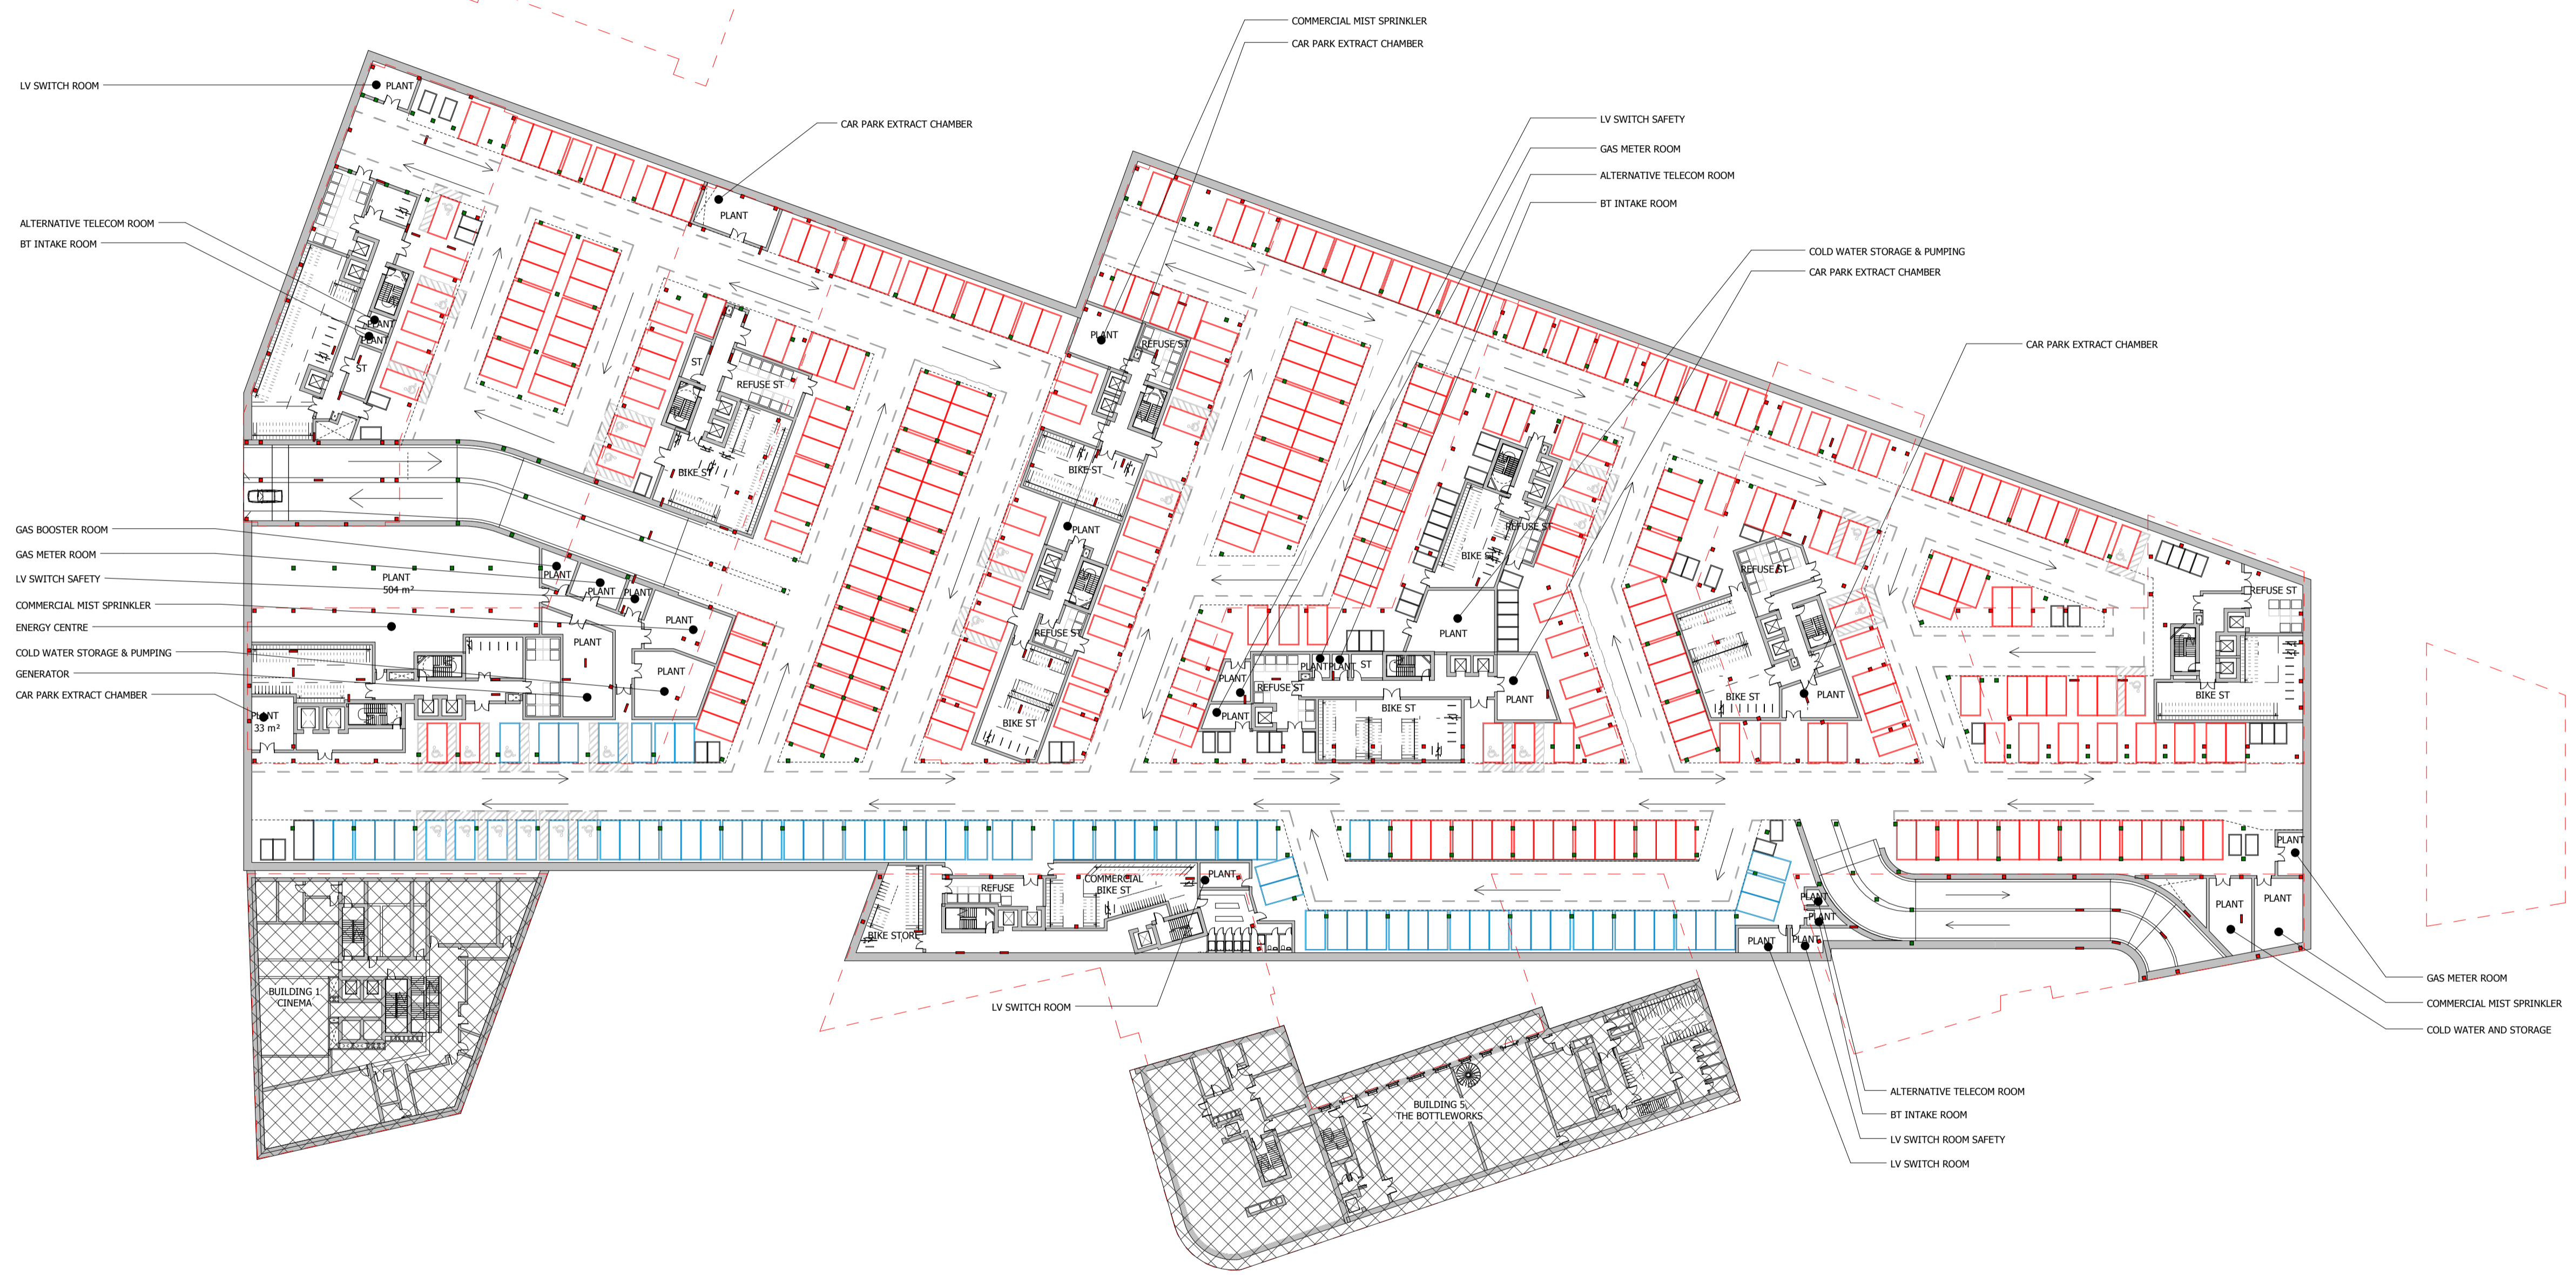 COMMERCIAL MIST SPRINKLER
CAR PARK EXTRACT CHAMBER
LV SWITCH ROOM
PLANT
CAR PARK EXTRACT CHAMBER
LV SWITCH SAFETY
GAS METER ROOM
ALTERNATIVE TELECOM ROOM
BT INTAKE ROOM
PLANT
ALTERNATIVE TELECOM ROOM
BT INTAKE ROOM
COLD WATER STORAGE & PUMPING
CAR PARK EXTRACT CHAMBER
PLANT
PLANT
ST
PLANT
REFUSE ST
CAR PARK EXTRACT CHAMBER
ST
REFUSE ST
BIKE ST
BIKE ST
GAS BOOSTER ROOM
GAS METER ROOM
LV SWITCH SAFETY
COMMERCIAL MIST SPRINKLER
ENERGY CENTRE
COLD WATER STORAGE & PUMPING
GENERATOR
CAR PARK EXTRACT CHAMBER
PLANT
504 m²
PLANT
PLANT
PLANT
PLANT
PLANT
PLANT
PLANT
33 m²
PLANT
REFUSE ST
BIKE ST
REFUSE ST
BIKE ST
PLANT
PLANT
PLANT
ST
PLANT
REFUSE ST
PLANT
BIKE ST
PLANT
REFUSE ST
BIKE ST
PLANT
REFUSE ST
BIKE ST
PLANT
REFUSE
COMMERCIAL
BIKE ST
PLANT
BIKE STORE
PLANT
PLANT
PLANT
PLANT
PLANT
PLANT
BUILDING 1
CINEMA
LV SWITCH ROOM
GAS METER ROOM
COMMERCIAL MIST SPRINKLER
COLD WATER AND STORAGE
BUILDING 5,
THE BOTTLEWORKS
ALTERNATIVE TELECOM ROOM
BT INTAKE ROOM
LV SWITCH ROOM SAFETY
LV SWITCH ROOM